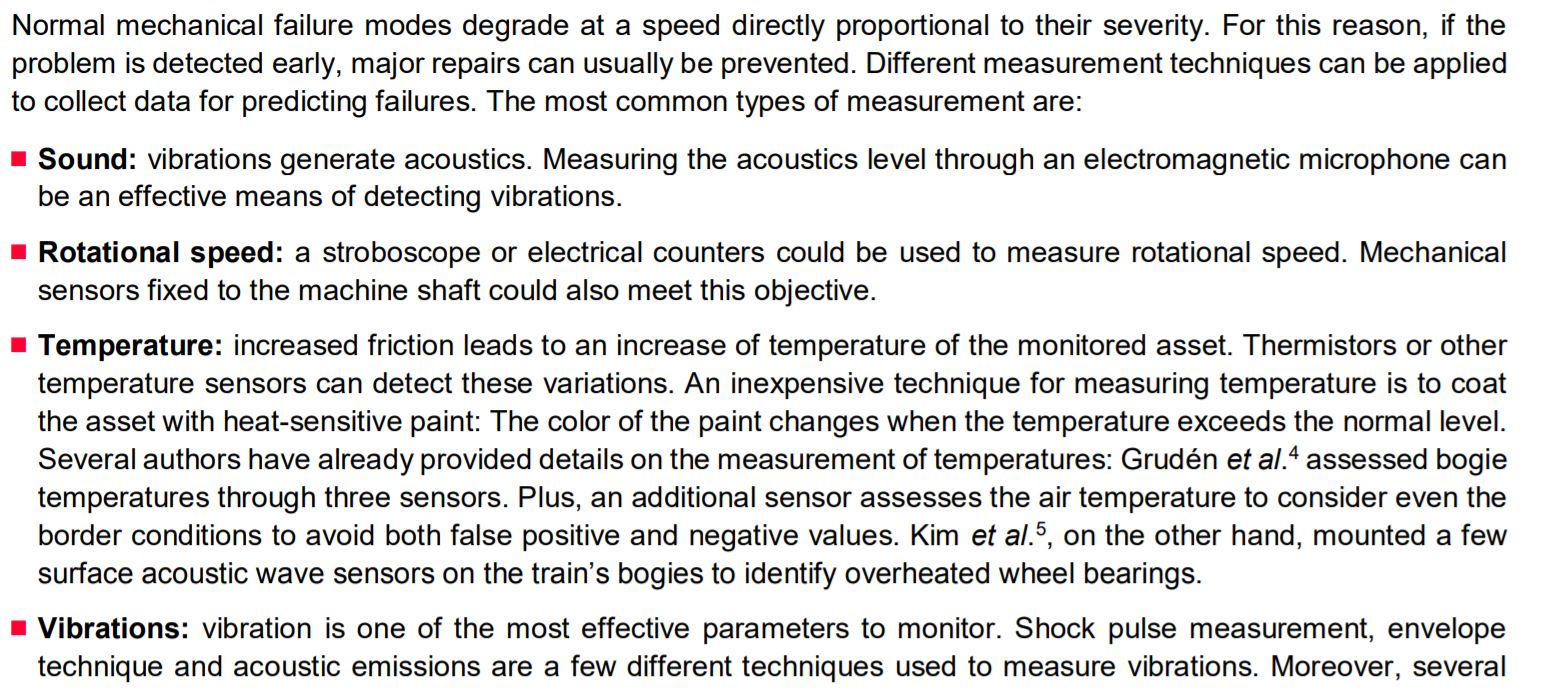 Normal mechanical failure modes degrade at a speed directly proportional to their severity. For this reason, if the
problem is detected early, major repairs can usually be prevented. Different measurement techniques can be applied
to collect data for predicting failures. The most common types of measurement are:
■ Sound: vibrations generate acoustics. Measuring the acoustics level through an electromagnetic microphone can
be an effective means of detecting vibrations.
■ Rotational speed: a stroboscope or electrical counters could be used to measure rotational speed. Mechanical
sensors fixed to the machine shaft could also meet this objective.
■ Temperature: increased friction leads to an increase of temperature of the monitored asset. Thermistors or other
temperature sensors can detect these variations. An inexpensive technique for measuring temperature is to coat
the asset with heat-sensitive paint: The color of the paint changes when the temperature exceeds the normal level.
Several authors have already provided details on the measurement of temperatures: Grudén et al.⁴ assessed bogie
temperatures through three sensors. Plus, an additional sensor assesses the air temperature to consider even the
border conditions to avoid both false positive and negative values. Kim et al.⁵, on the other hand, mounted a few
surface acoustic wave sensors on the train’s bogies to identify overheated wheel bearings.
■ Vibrations: vibration is one of the most effective parameters to monitor. Shock pulse measurement, envelope
technique and acoustic emissions are a few different techniques used to measure vibrations. Moreover, several